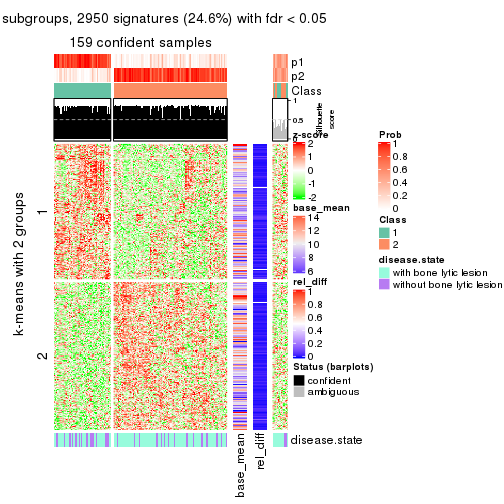 subgroups, 2950 signatures (24.6%) with fdr < 0.05
159 confident samples
p1
p2
Class
1
0.5
0
Silhouette
score
k-means with 2 groups
1
2
z-score
2
1
0
-1
-2
base_mean
14
12
10
8
6
rel_diff
1
0.8
0.6
0.4
0.2
0
Status (barplots)
confident
ambiguous
Prob
1
0.8
0.6
0.4
0.2
0
Class
1
2
disease.state
with bone lytic lesion
without bone lytic lesion
disease.state
base_mean
rel_diff